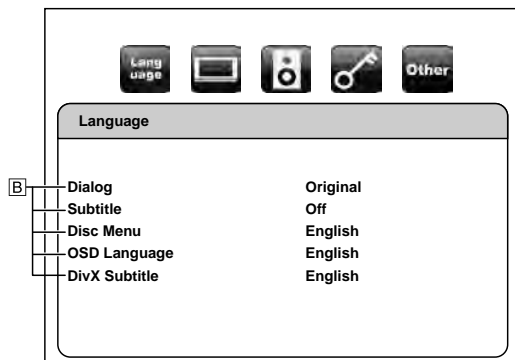 Lang
uage
Other
Language
B
Dialog Original
Subtitle Off
Disc Menu English
OSD Language English
DivX Subtitle English